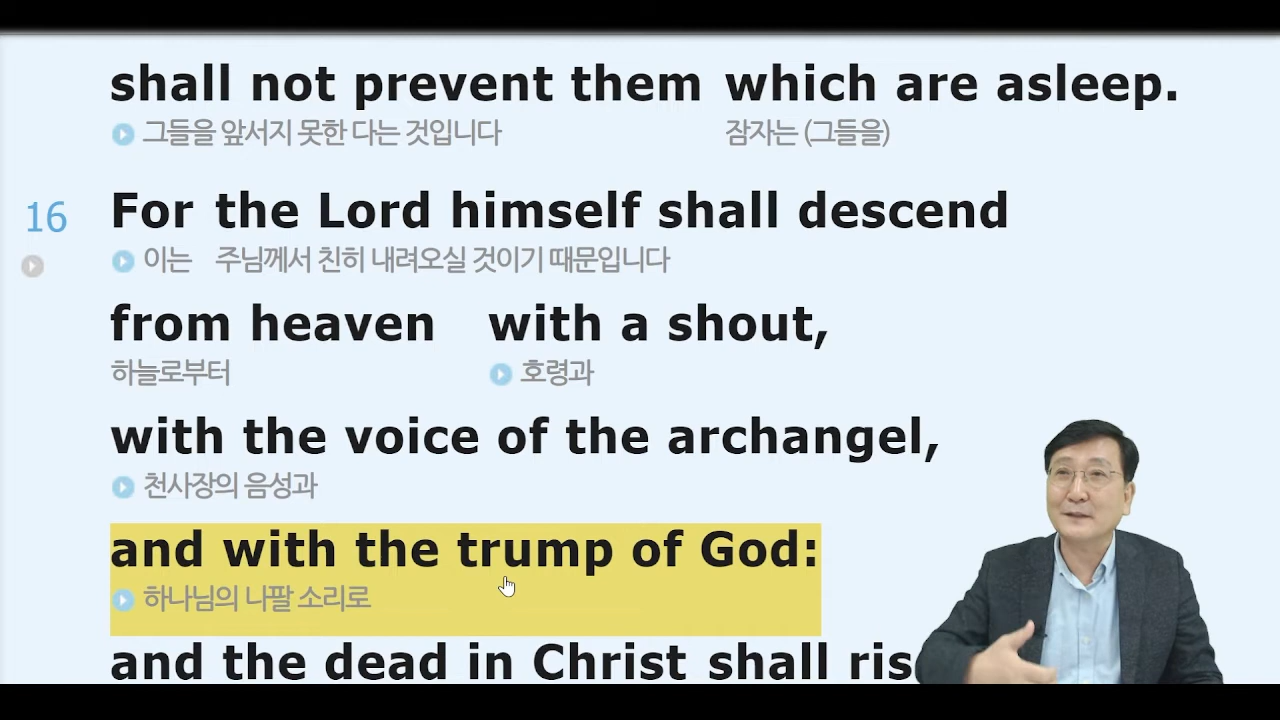 shall not prevent them which are asleep.
그들을 앞서지 못한 다는 것입니다 잠자는 (그들을)
16 For the Lord himself shall descend
이는 주님께서 친히 내려오실 것이기 때문입니다
from heaven with a shout,
하늘로부터 호령과
with the voice of the archangel,
천사장의 음성과
and with the trump of God:
하나님의 나팔 소리로
and the dead in Christ shall ris